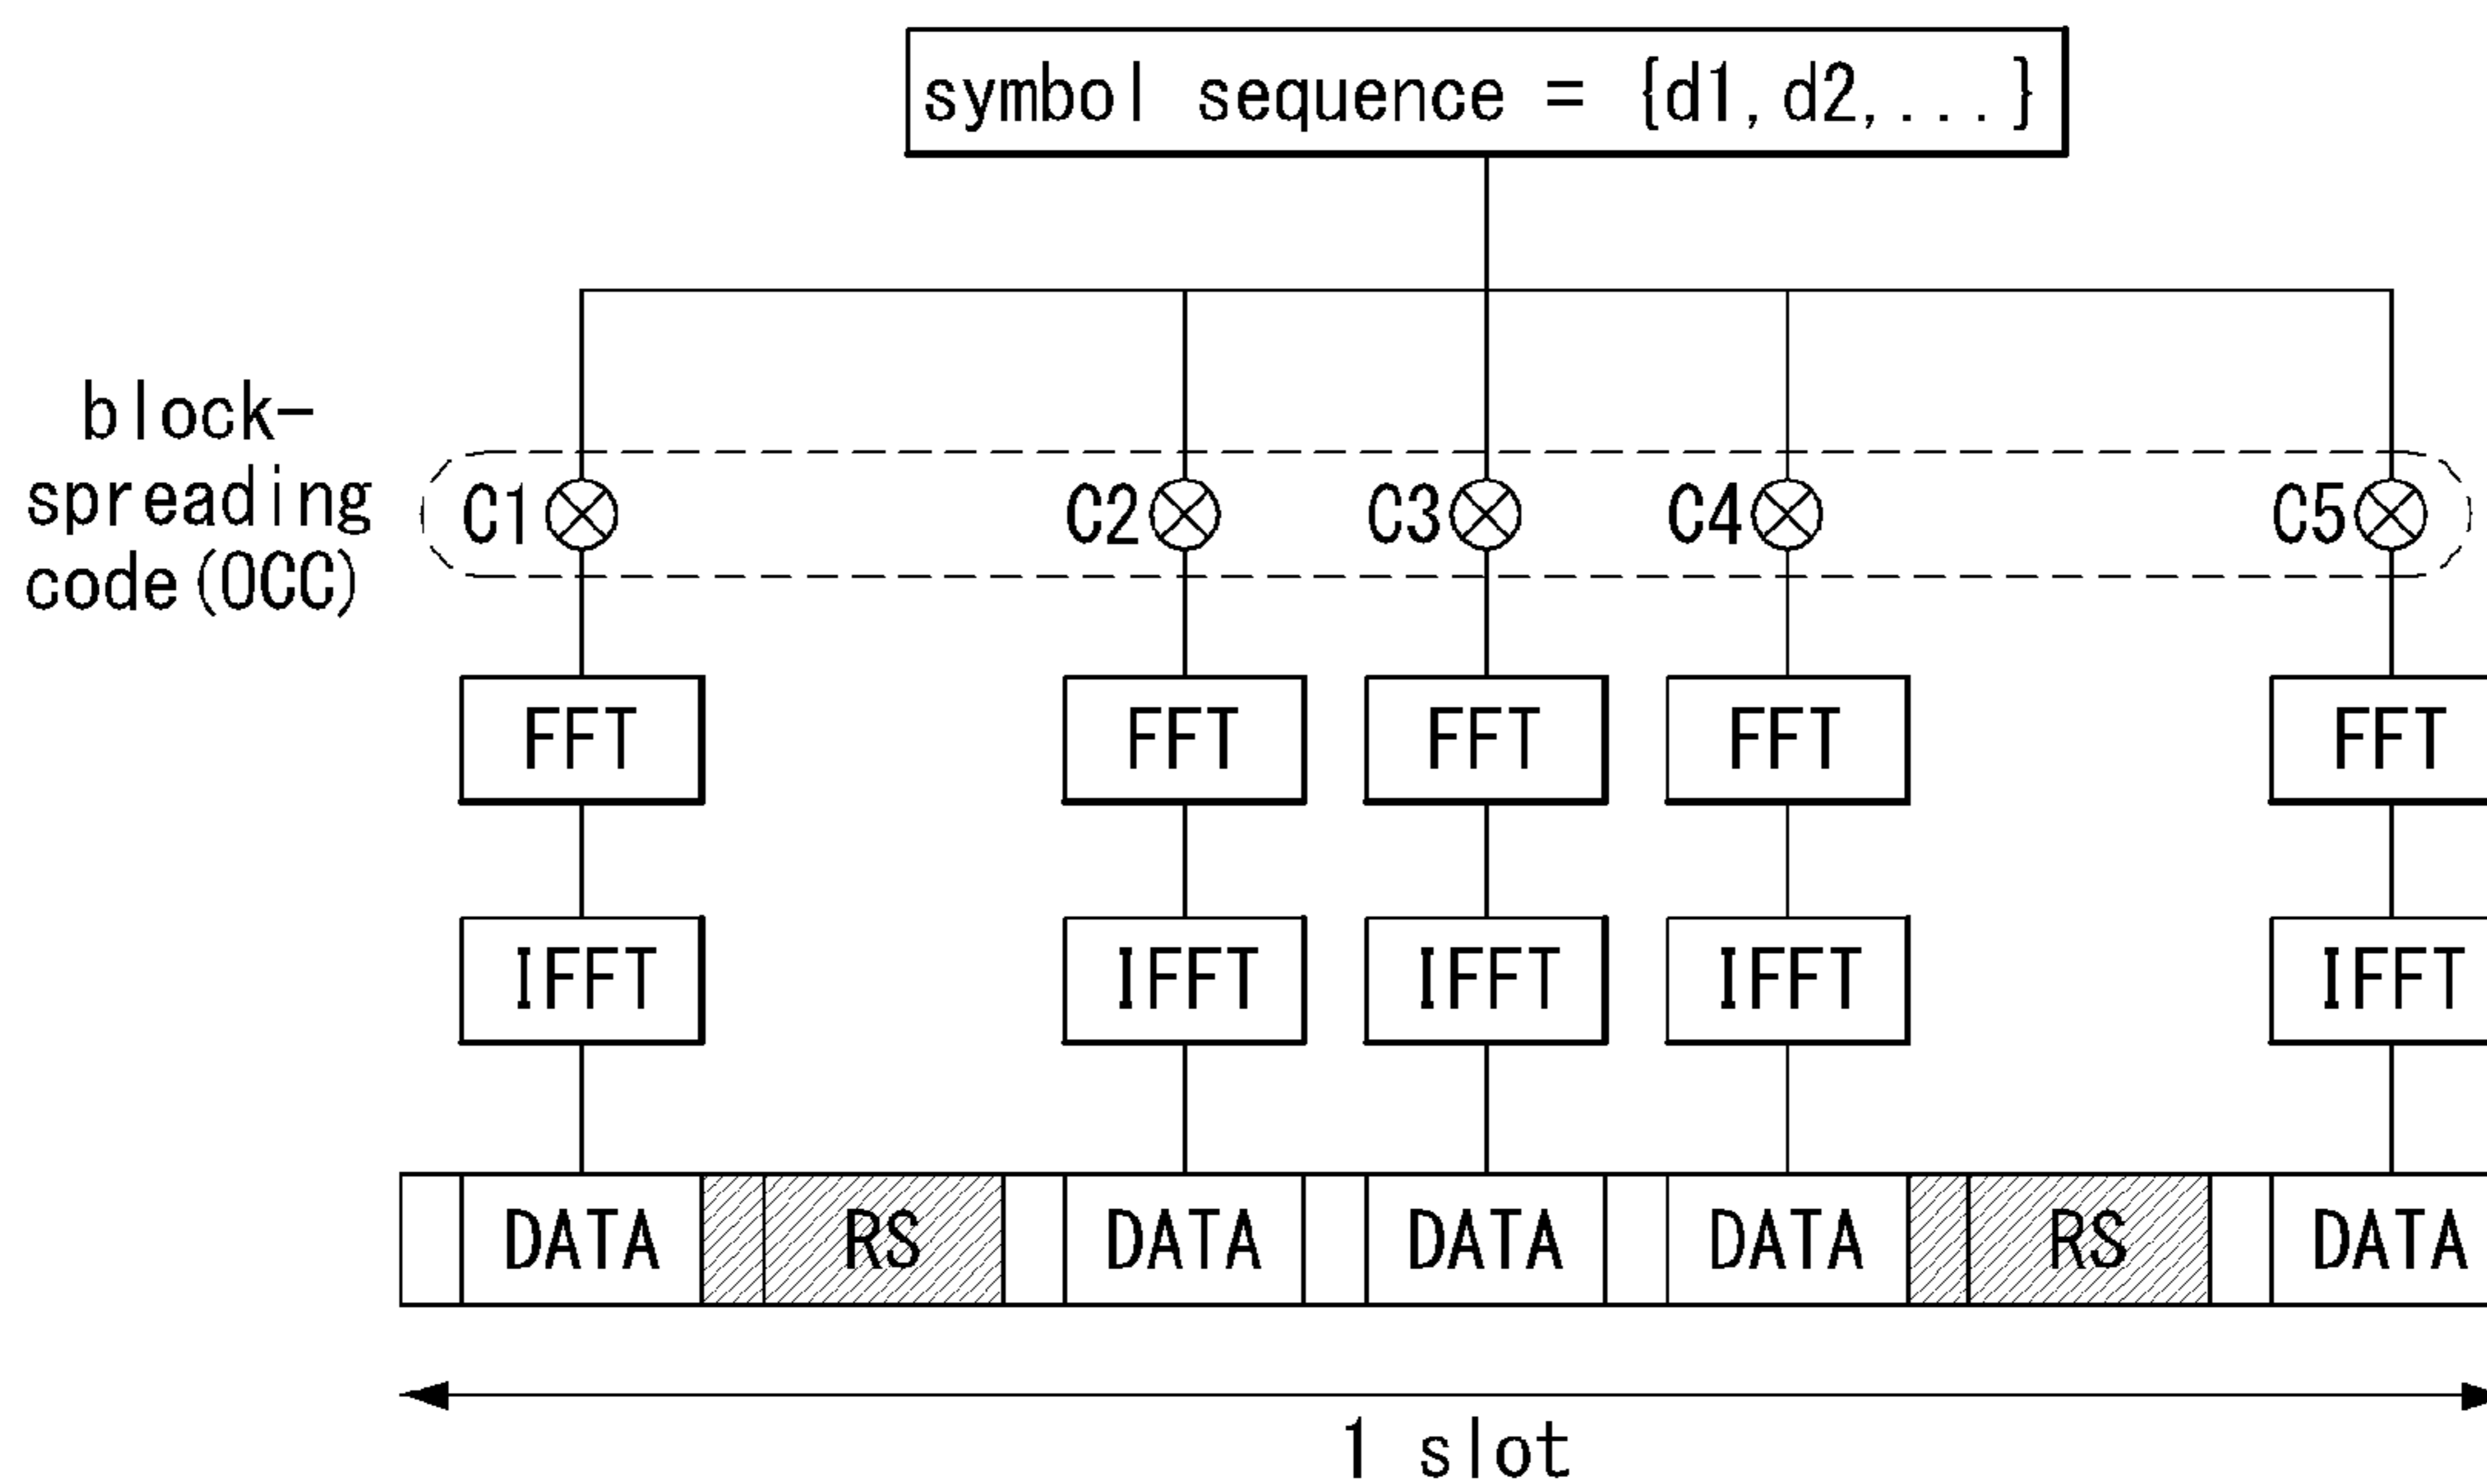 symbol sequence = {d1,d2,...}
block-
spreading
code(OCC)
C1 C2 C3 C4 C5
FFT FFT FFT FFT FFT
IFFT IFFT IFFT IFFT IFFT
DATA RS DATA DATA DATA RS DATA
1 slot